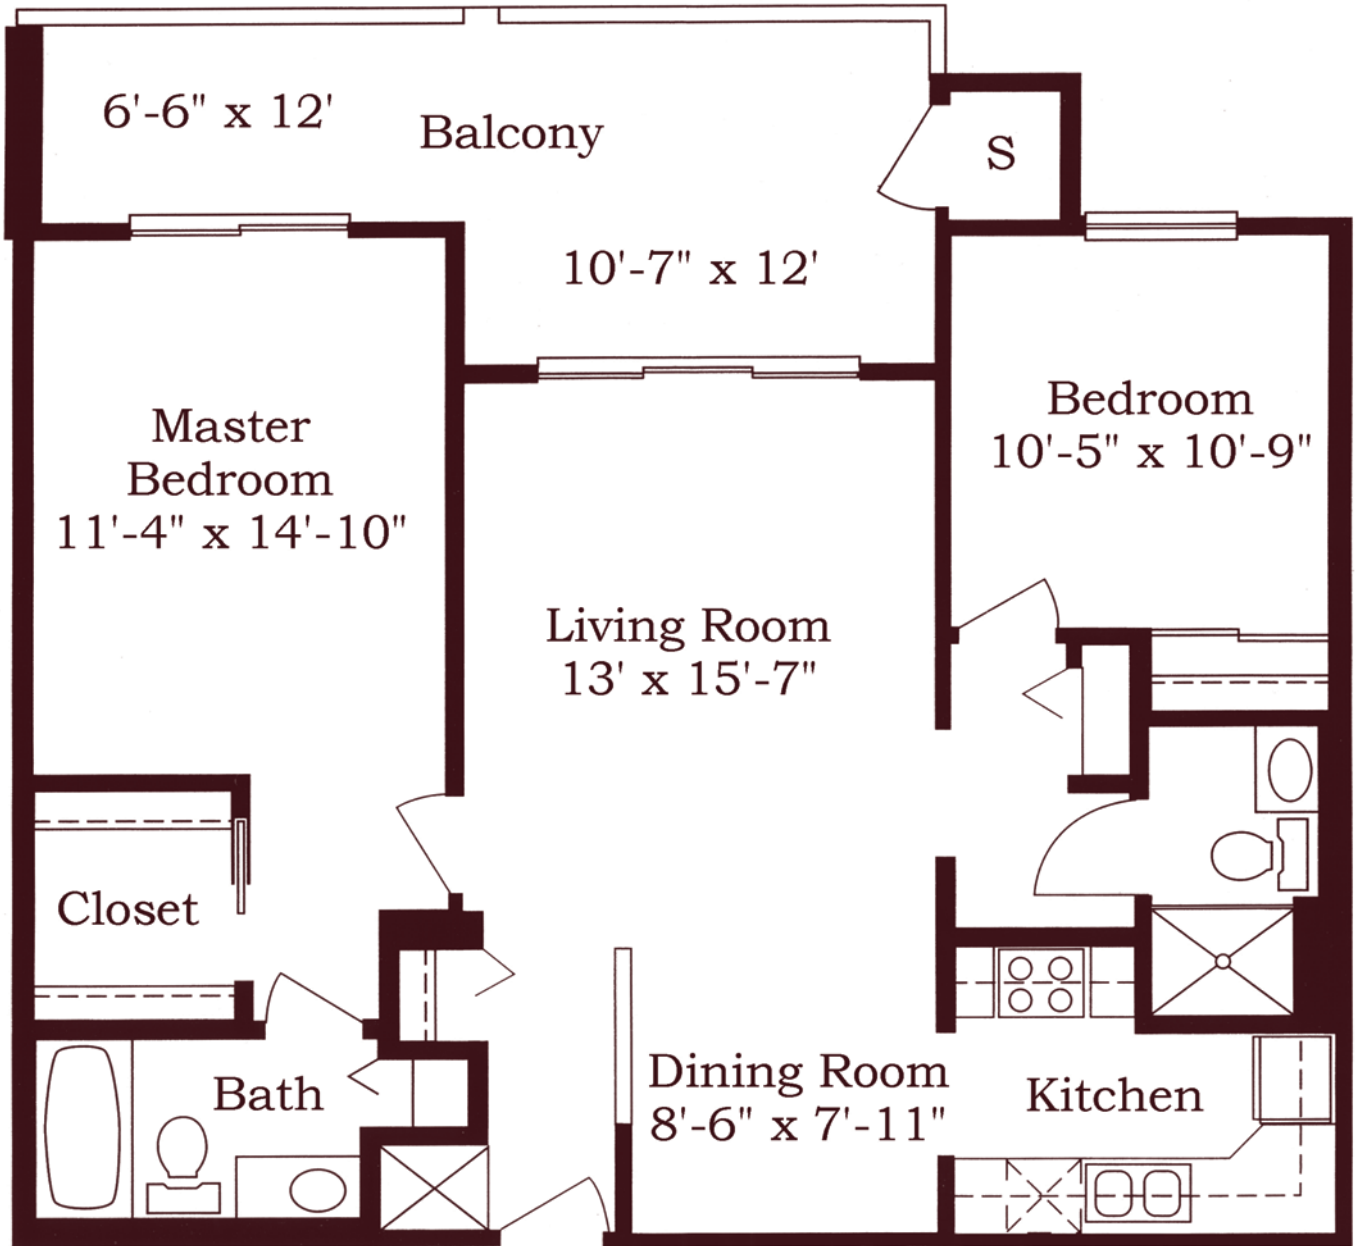 6'-6" x 12'
Balcony
S
10'-7" x 12'
Master
Bedroom
11'-4" x 14'-10"
Bedroom
10'-5" x 10'-9"
Living Room
13' x 15'-7"
Closet
Bath
Dining Room
8'-6" x 7'-11"
Kitchen